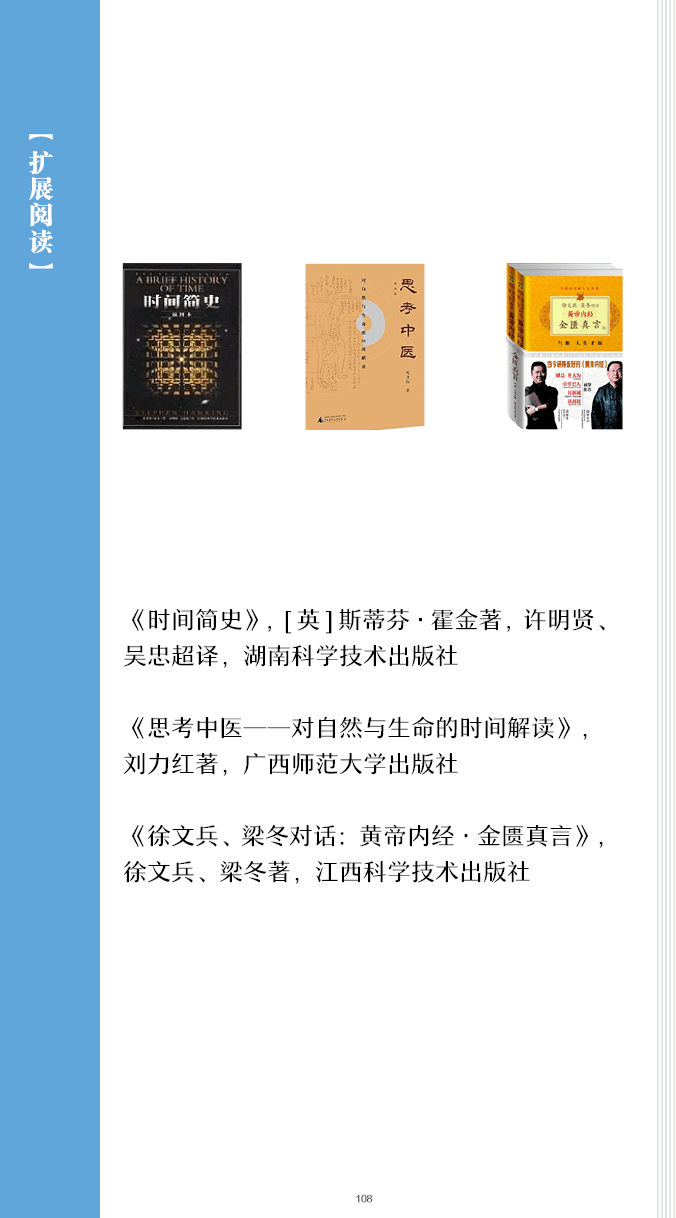 【扩展阅读】
A BRIEF HISTORY
OF TIME
时间简史
插图本
STEPHEN HAWKING
思考中医
对自然与生命的时间解读
刘力红 著
徐文兵 梁冬对话
黄帝内经
金匮真言
《时间简史》, [ 英 ] 斯蒂芬 · 霍金著, 许明贤、
吴忠超译, 湖南科学技术出版社
《思考中医——对自然与生命的时间解读》,
刘力红著, 广西师范大学出版社
《徐文兵、梁冬对话: 黄帝内经 · 金匮真言》,
徐文兵、梁冬著, 江西科学技术出版社
108